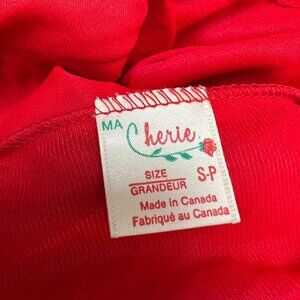 MA Cherie
SIZE
GRANDEUR S-P
Made in Canada
Fabriqué au Canada